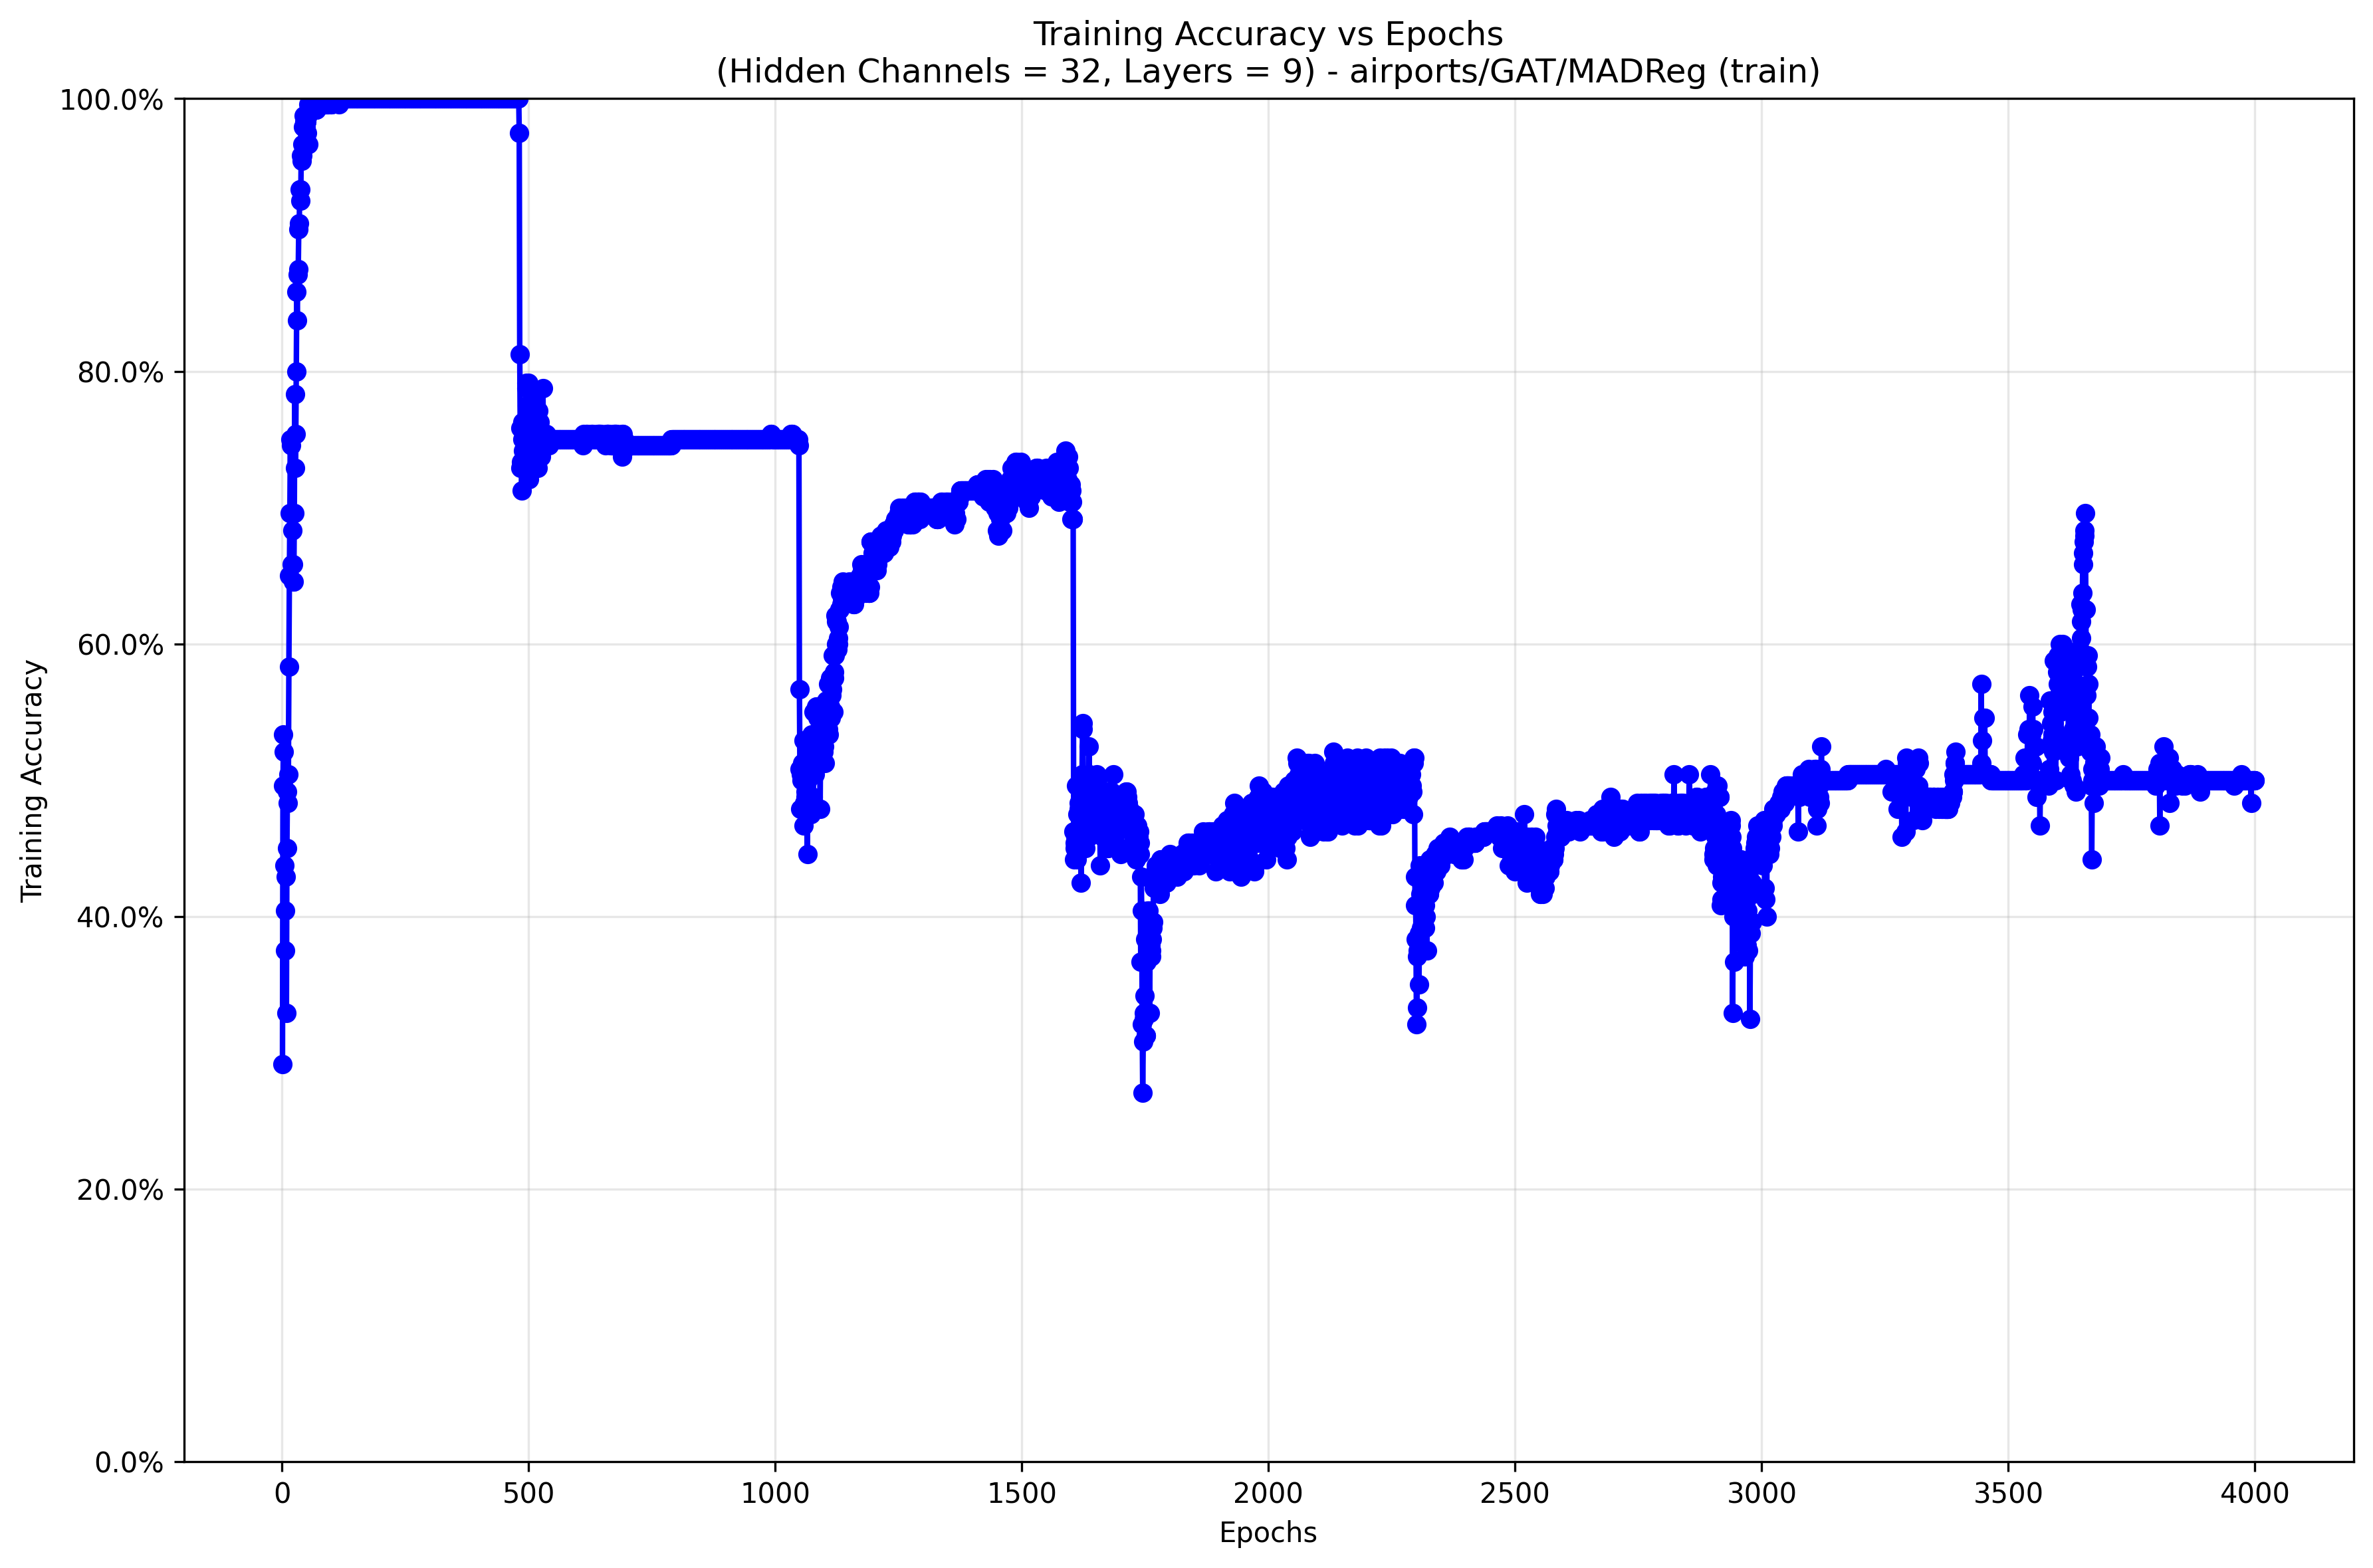 Training Accuracy vs Epochs
(Hidden Channels = 32, Layers = 9) - airports/GAT/MADReg (train)
100.0%
80.0%
60.0%
40.0%
20.0%
0.0%
Training Accuracy
0 500 1000 1500 2000 2500 3000 3500 4000
Epochs